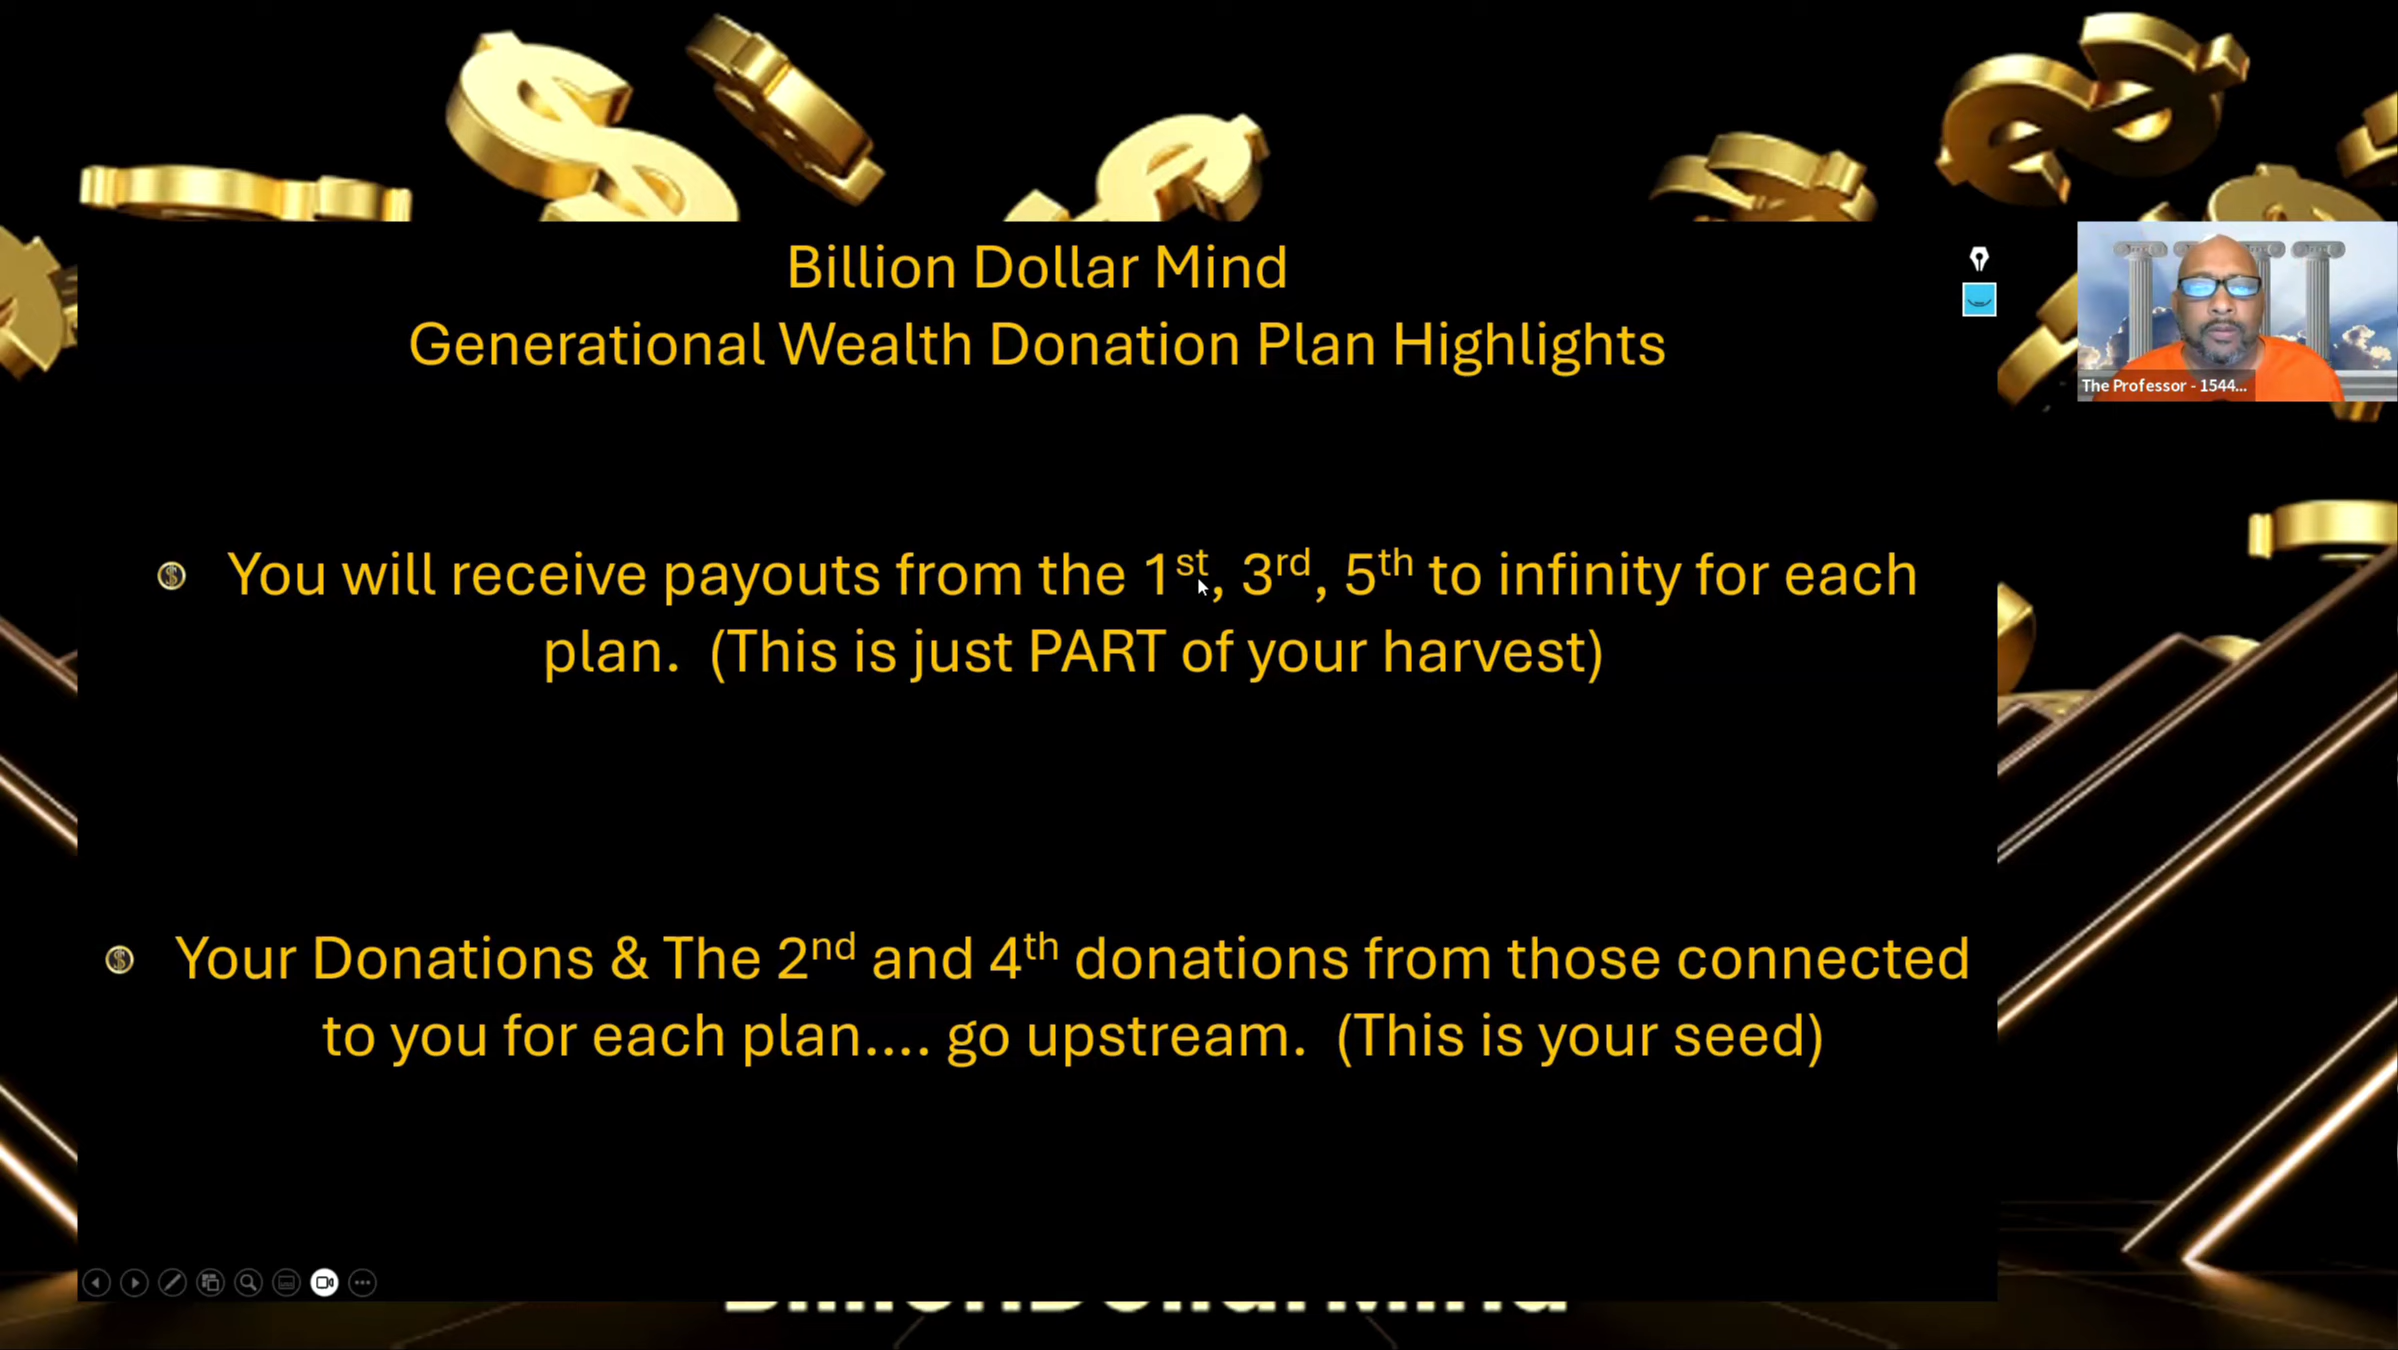 Billion Dollar Mind
Generational Wealth Donation Plan Highlights
The Professor - 1544...
You will receive payouts from the 1st, 3rd, 5th to infinity for each
plan. (This is just PART of your harvest)
Your Donations & The 2nd and 4th donations from those connected
to you for each plan.... go upstream. (This is your seed)